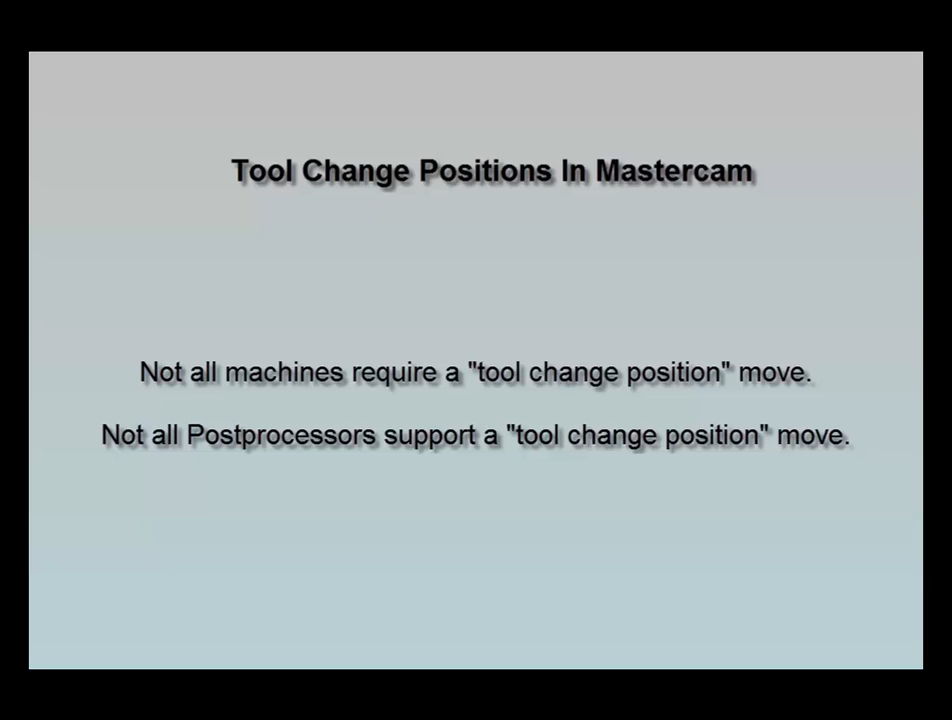 Tool Change Positions In Mastercam
Not all machines require a "tool change position" move.
Not all Postprocessors support a "tool change position" move.